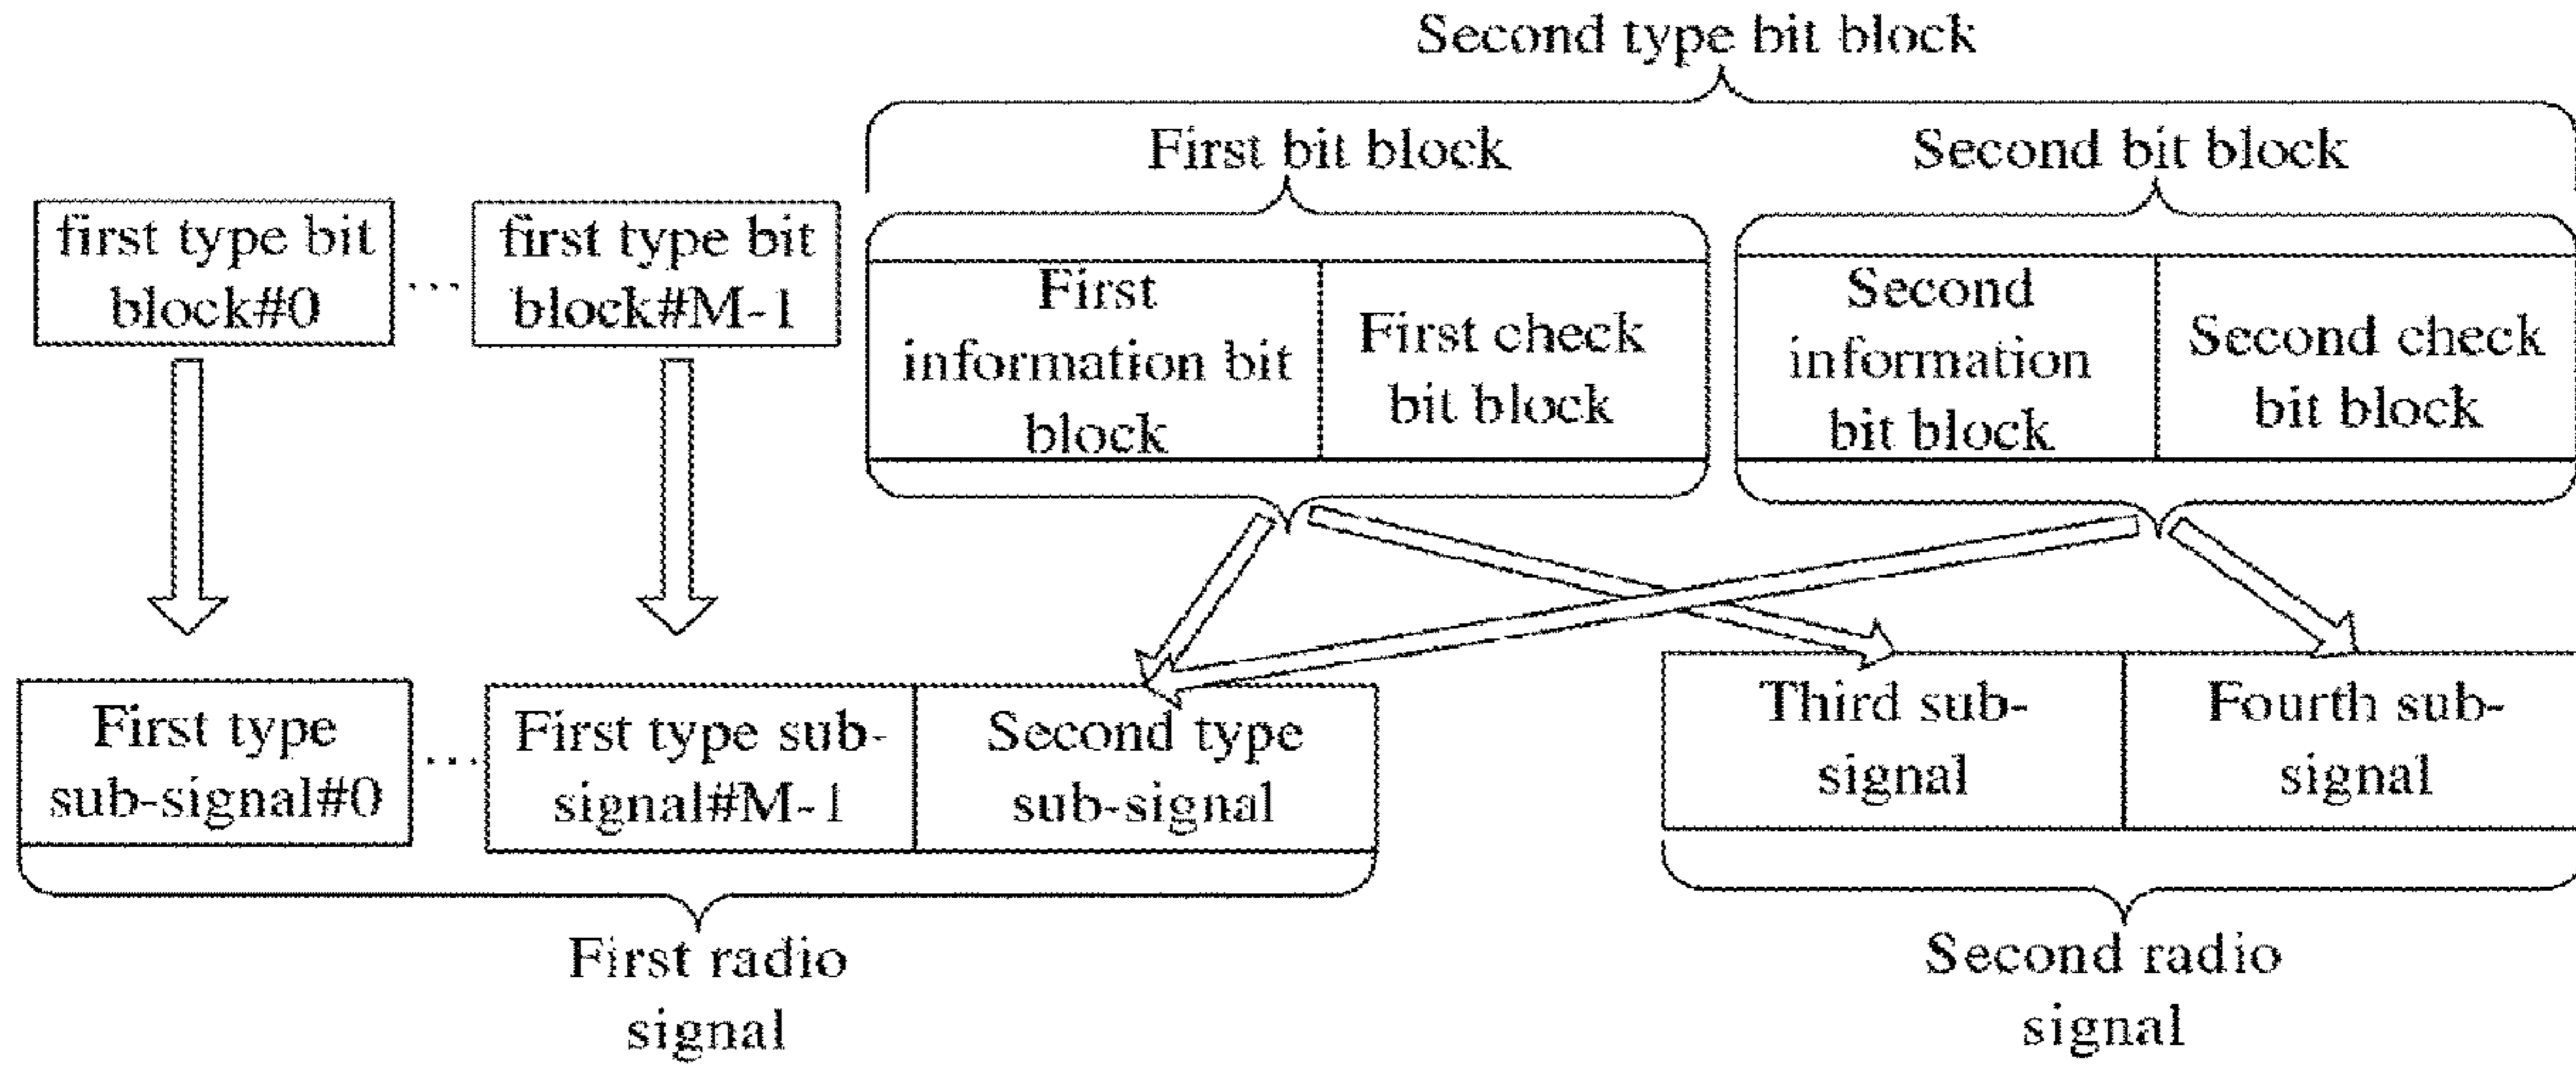 Second type bit block
First bit block
Second bit block
first type bit
block#0
...
first type bit
block#M-1
First
information bit
block
First check
bit block
Second
information
bit block
Second check
bit block
First type
sub-signal#0
...
First type sub-
signal#M-1
Second type
sub-signal
Third sub-
signal
Fourth sub-
signal
First radio
signal
Second radio
signal